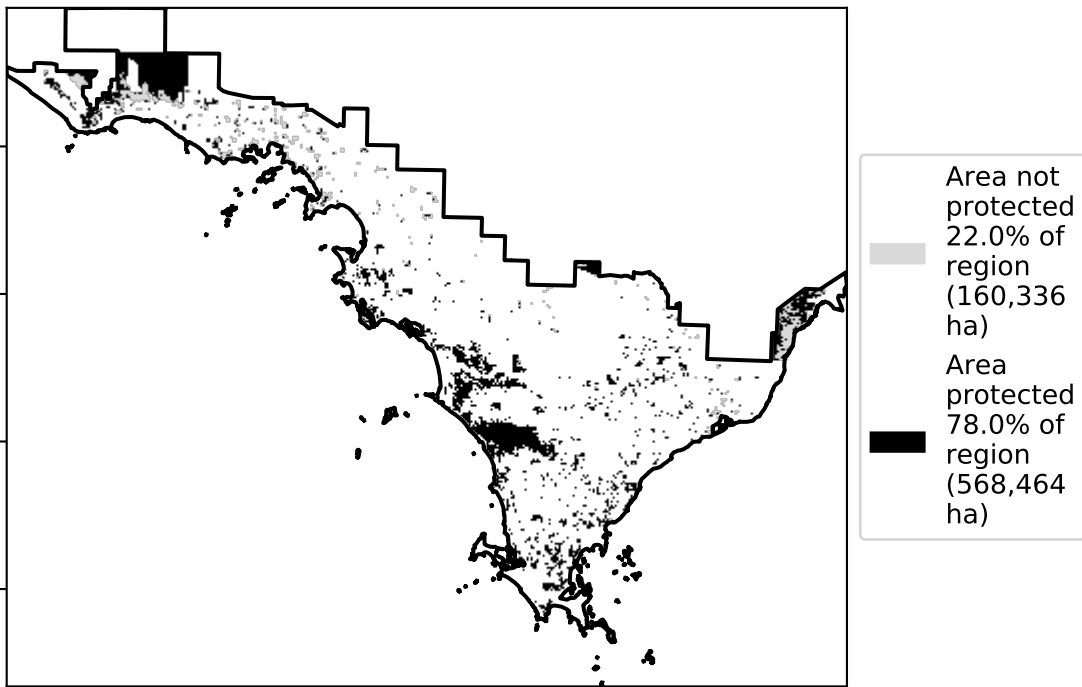 Area not
protected
22.0% of
region
(160,336
ha)
Area
protected
78.0% of
region
(568,464
ha)